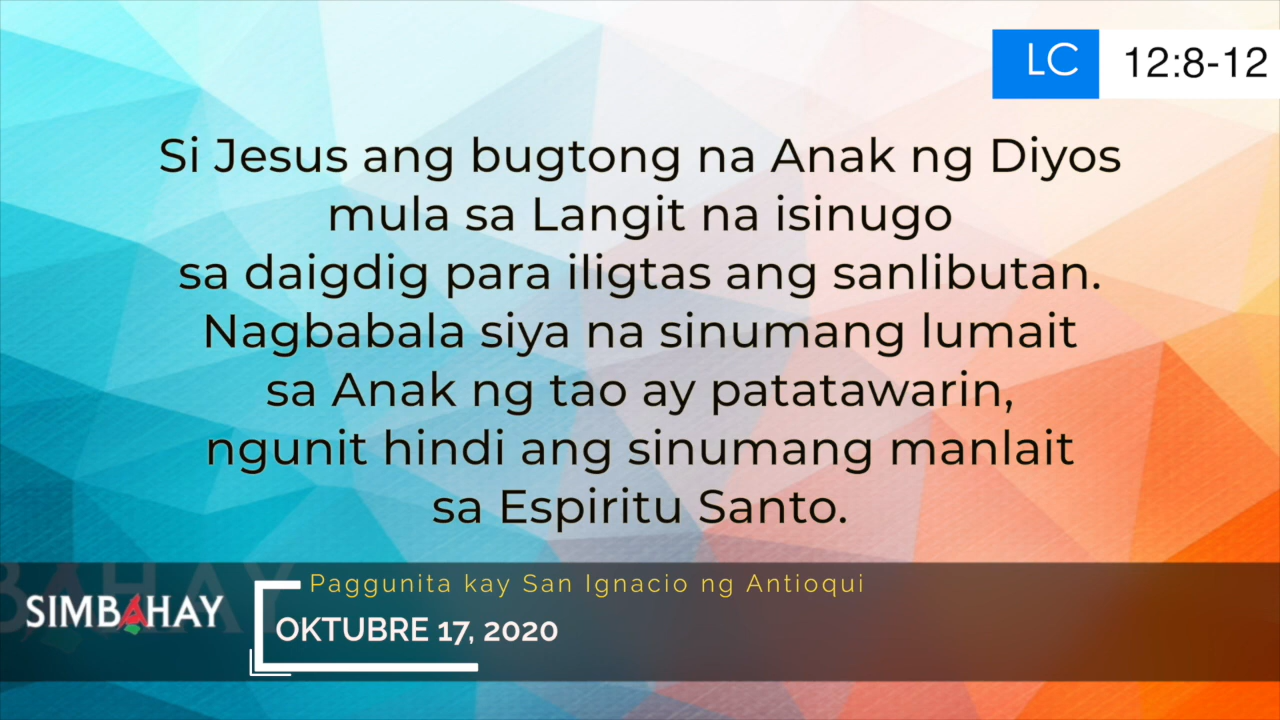 LC 12:8-12
Si Jesus ang bugtong na Anak ng Diyos
mula sa Langit na isinugo
sa daigdig para iligtas ang sanlibutan.
Nagbabala siya na sinumang lumait
sa Anak ng tao ay patatawarin,
ngunit hindi ang sinumang manlait
sa Espiritu Santo.
Paggunita kay San Ignacio ng Antioqui
SIMBAHAY
OKTUBRE 17, 2020